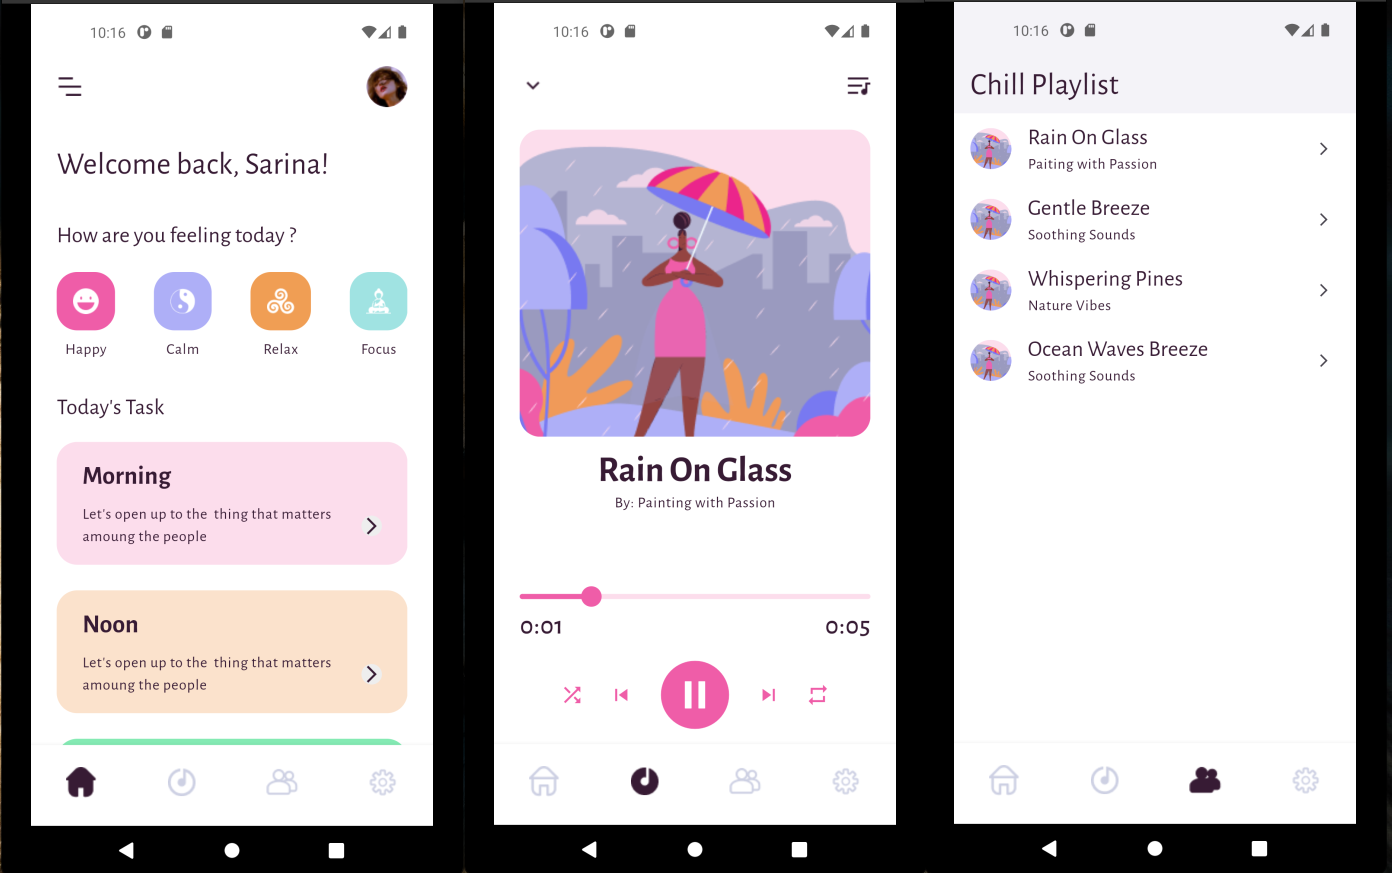 10:16
Welcome back, Sarina!
How are you feeling today ?
Happy Calm Relax Focus
Today's Task
Morning
Let's open up to the  thing that matters
amoung the people
Noon
Let's open up to the  thing that matters
amoung the people
10:16
Rain On Glass
By: Painting with Passion
0:01 0:05
10:16
Chill Playlist
Rain On Glass
Paiting with Passion
Gentle Breeze
Soothing Sounds
Whispering Pines
Nature Vibes
Ocean Waves Breeze
Soothing Sounds